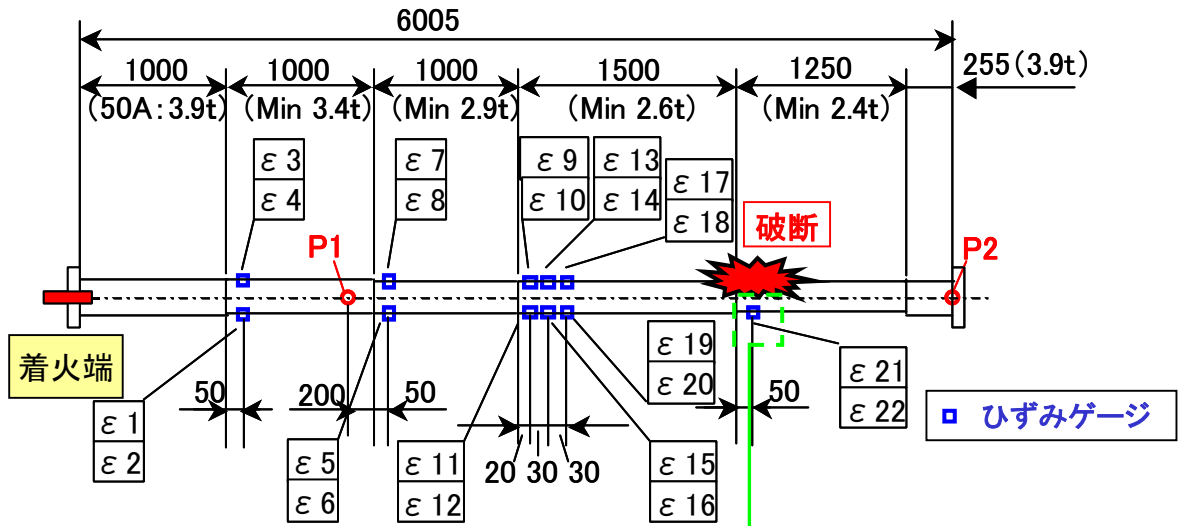 6005
1000
1000
1000
1500
1250
255(3.9t)
(50A:3.9t)
(Min 3.4t)
(Min 2.9t)
(Min 2.6t)
(Min 2.4t)
ε3
ε4
ε7
ε8
ε9
ε10
ε13
ε14
ε17
ε18
破断
P1
P2
着火端
50
200
50
ε19
ε20
50
ε21
ε22
ひずみゲージ
ε1
ε2
ε5
ε6
ε11
ε12
20 30 30
ε15
ε16